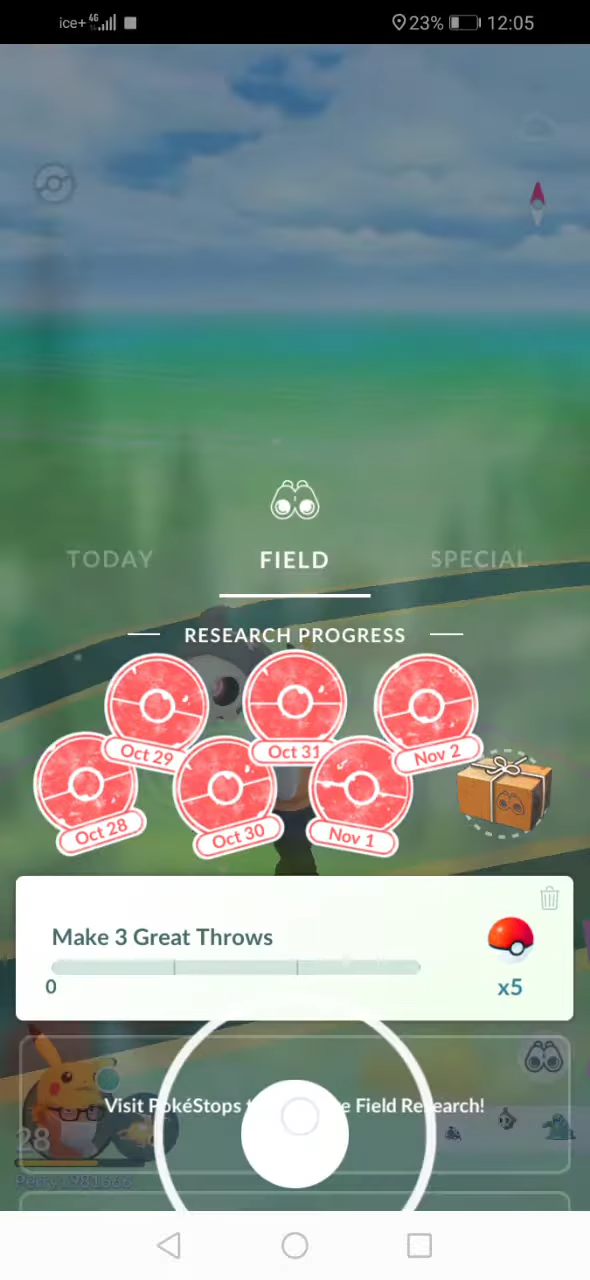 ice+ 4G
23% 12:05
TODAY
FIELD
SPECIAL
RESEARCH PROGRESS
Oct 29
Oct 31
Nov 2
Oct 28
Oct 30
Nov 1
Make 3 Great Throws
0
x5
Visit PokéStops t e Field Research!
28